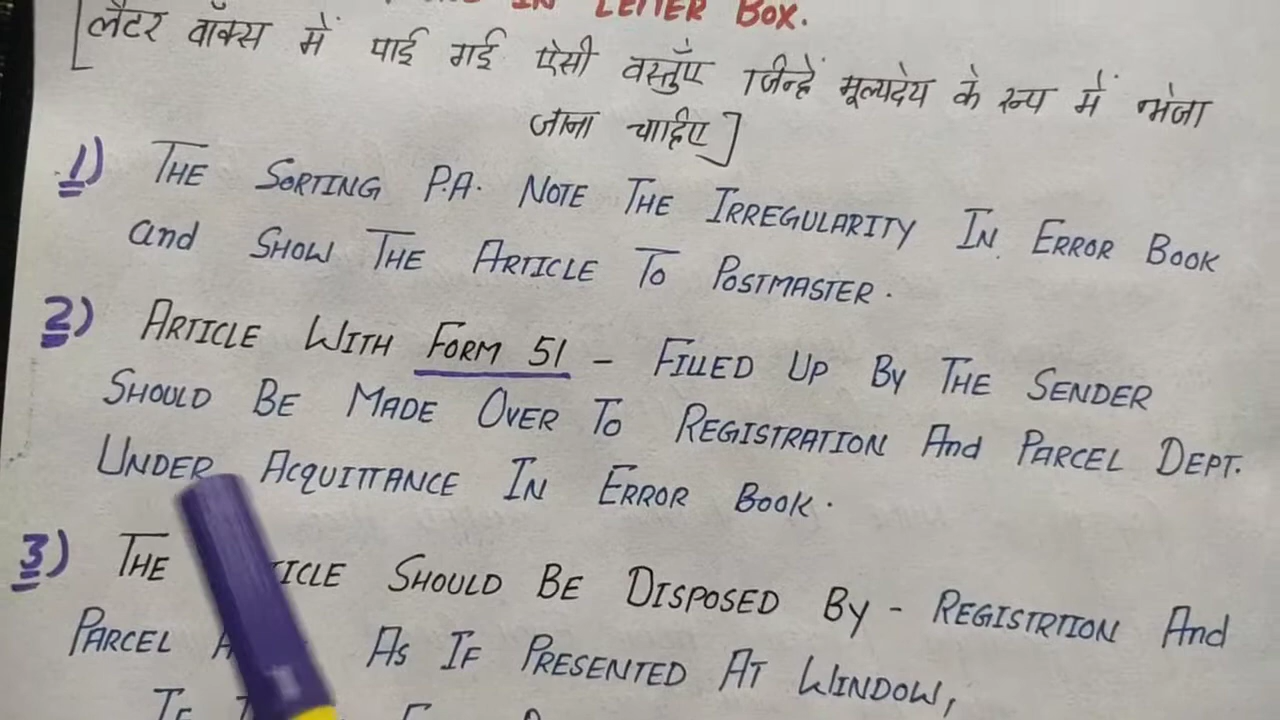 IN LETTER BOX.
[लैटर वॉक्स में पाई गई ऐसी वस्तुएँ जिन्हें मूल्यदेय के रूप में भेजा
जाना चाहिए]
1) THE SORTING P.A. NOTE THE IRREGULARITY IN ERROR BOOK
and SHOW THE ARTICLE TO POSTMASTER.
2) ARTICLE WITH FORM 51 - FILLED UP BY THE SENDER
SHOULD BE MADE OVER TO REGISTRATION And PARCEL DEPT.
UNDER ACQUITTANCE IN ERROR BOOK.
3) THE SHOULD BE DISPOSED BY - REGISTRTION And
PARCEL AS IF PRESENTED AT WINDOW,